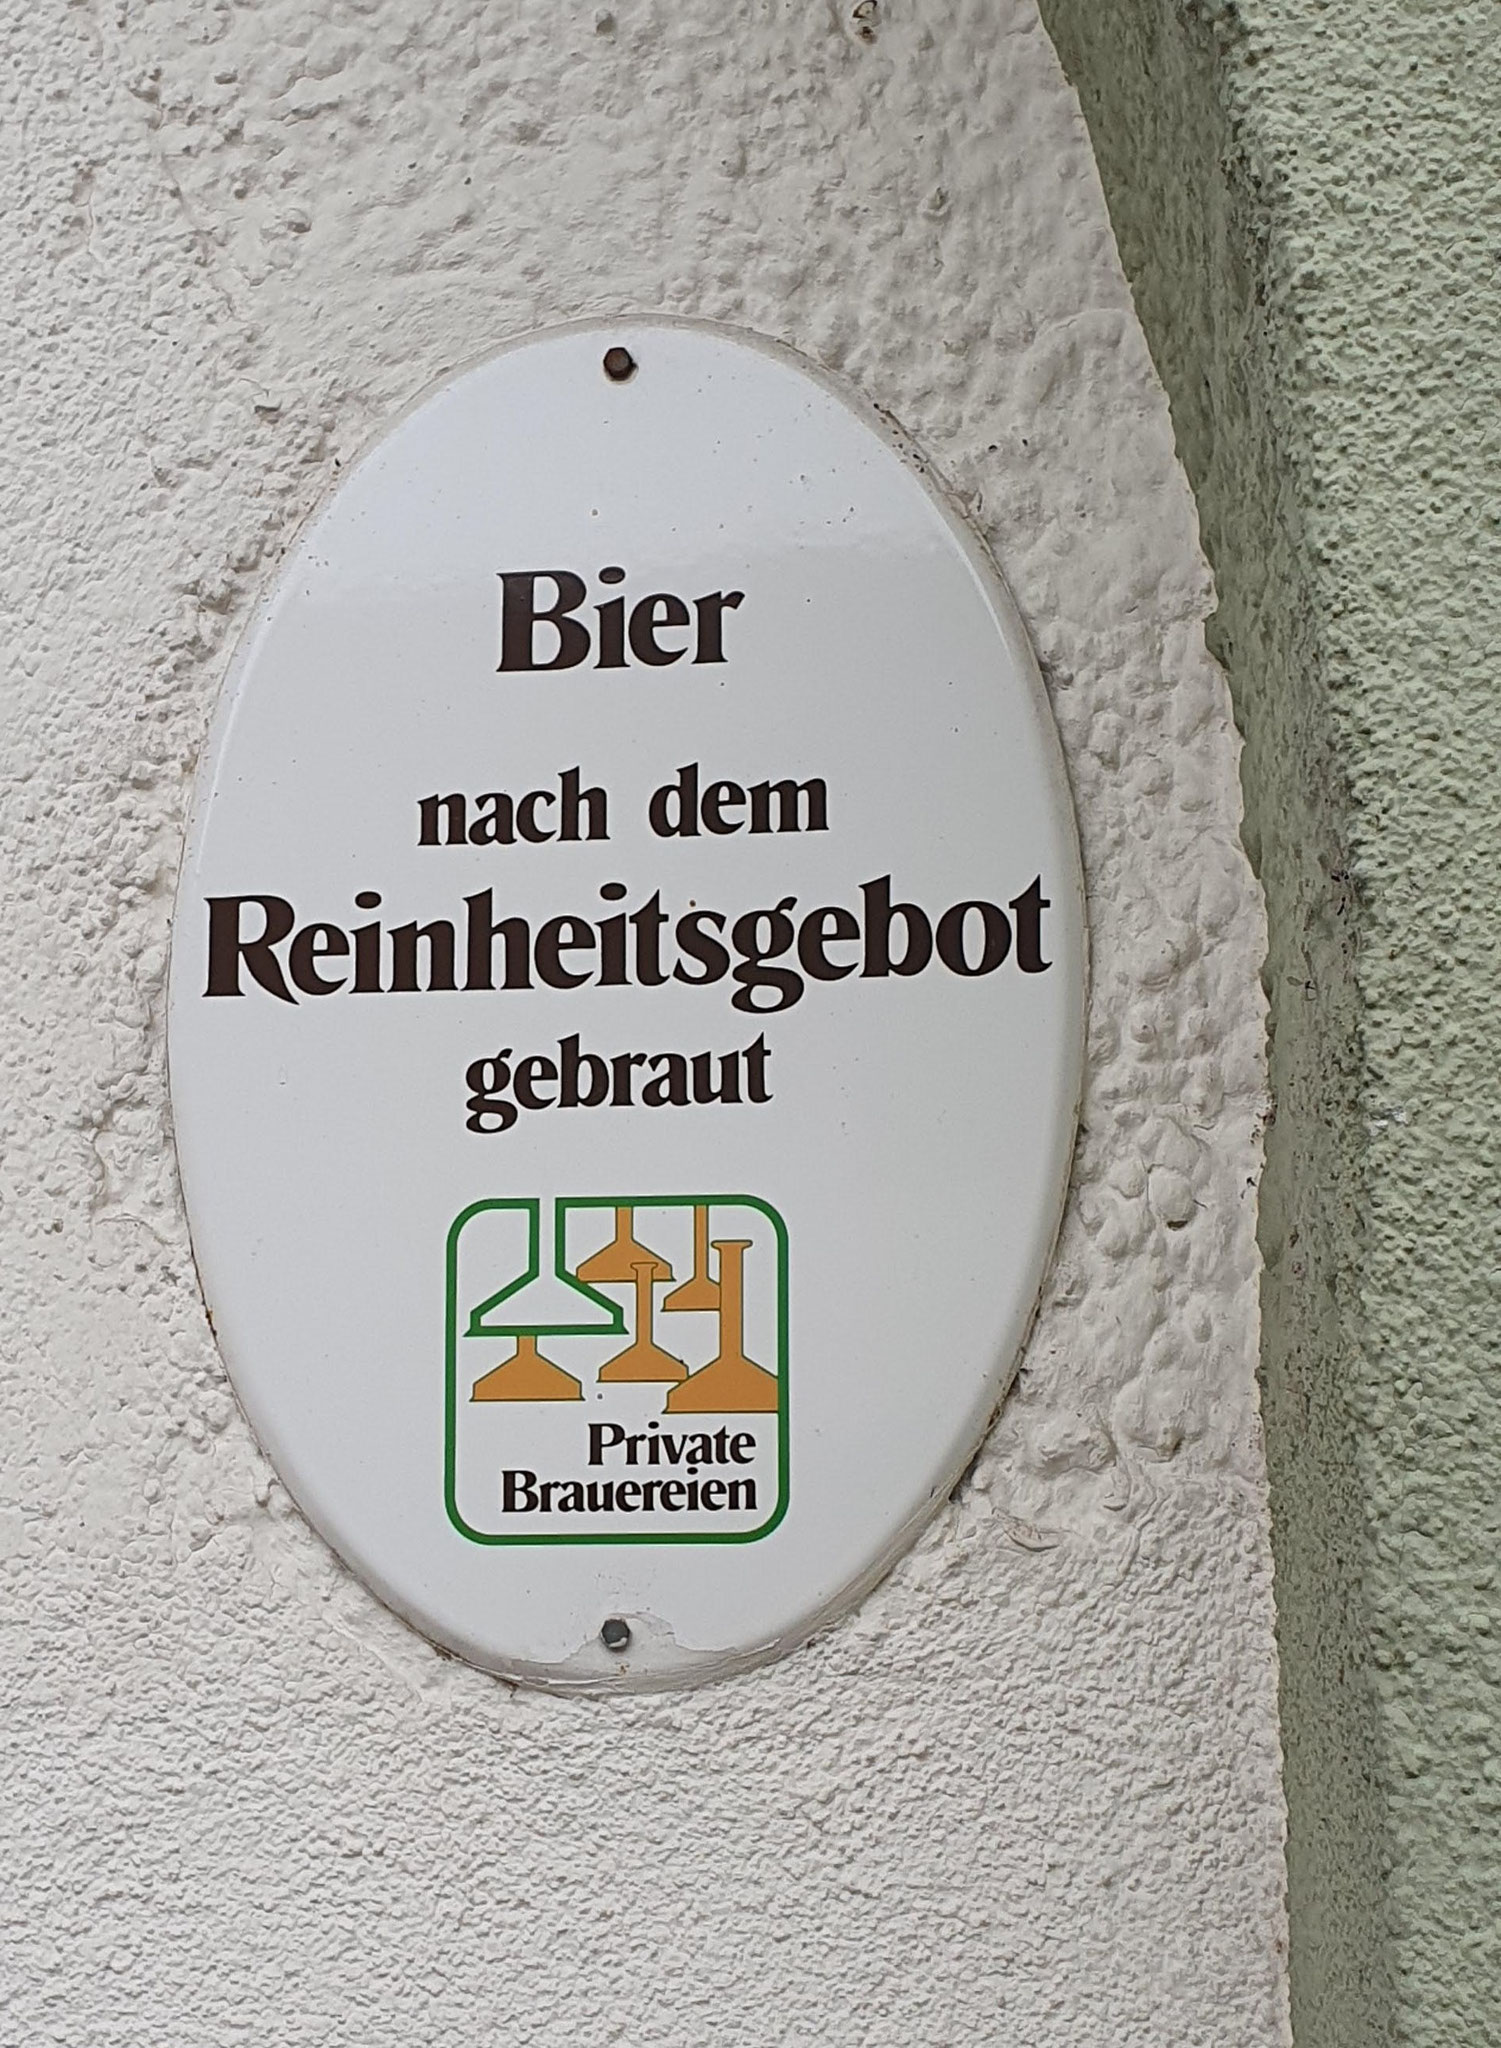 Bier
nach dem
Reinheitsgebot
gebraut
Private
Brauereien